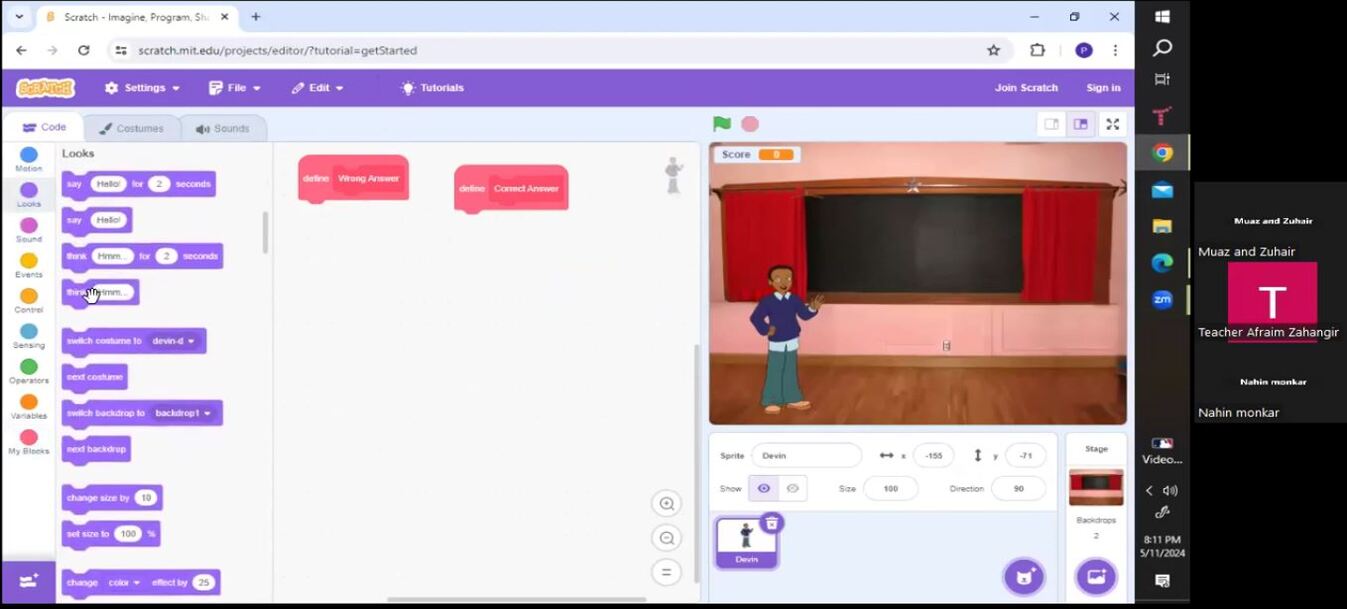 Scratch - Imagine, Program, Sh
scratch.mit.edu/projects/editor/?tutorial=getStarted
P
SCRATCH
Settings
File
Edit
Tutorials
Join Scratch
Sign in
Code
Costumes
Sounds
Motion
Looks
Sound
Events
Control
Sensing
Operators
Variables
My Blocks
Looks
say Hello! for 2 seconds
say Hello!
think Hmm... for 2 seconds
think Hmm...
switch costume to devin-d
next costume
switch backdrop to backdrop1
next backdrop
change size by 10
set size to 100 %
change color effect by 25
define Wrong Answer
define Correct Answer
Score 0
Sprite Devin x -155 y -71
Show Size 100 Direction 90
Devin
Stage
Backdrops
2
zm
Video...
8:11 PM
5/11/2024
Muaz and Zuhair
Muaz and Zuhair
T
Teacher Afraim Zahangir
Nahin monkar
Nahin monkar